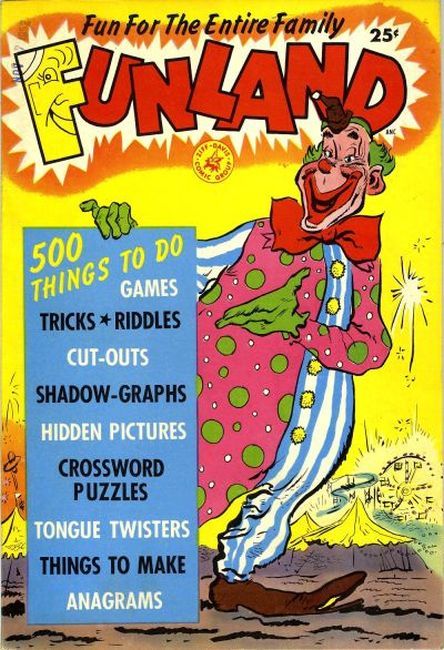 Fun For The Entire Family
25¢
FUNLAND
ANC
ZIFF-DAVIS
COMIC GROUP
500
THINGS TO DO
GAMES
TRICKS ★ RIDDLES
CUT-OUTS
SHADOW-GRAPHS
HIDDEN PICTURES
CROSSWORD
PUZZLES
TONGUE TWISTERS
THINGS TO MAKE
ANAGRAMS